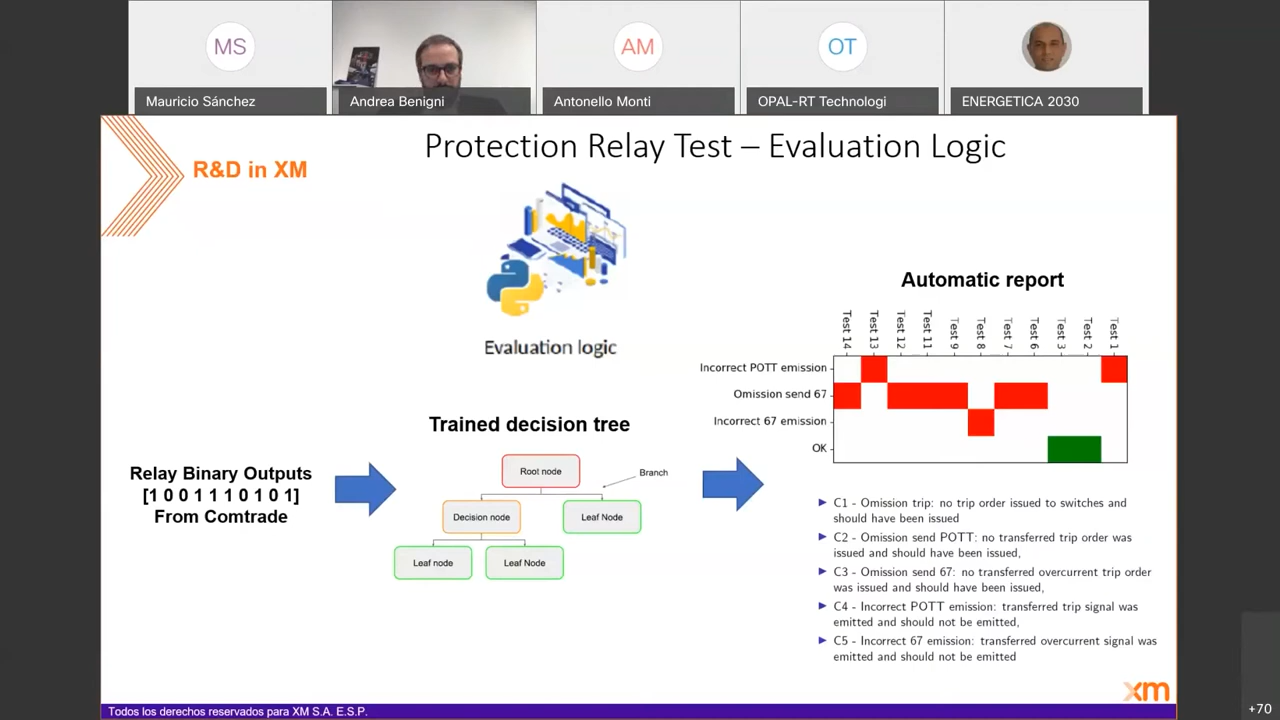 MS
AM
OT
Mauricio Sánchez
Andrea Benigni
Antonello Monti
OPAL-RT Technologi
ENERGETICA 2030
R&D in XM
Protection Relay Test – Evaluation Logic
Evaluation logic
Automatic report
Test 14
Test 13
Test 12
Test 11
Test 9
Test 8
Test 7
Test 6
Test 3
Test 2
Test 1
Incorrect POTT emission
Omission send 67
Incorrect 67 emission
OK
Trained decision tree
Relay Binary Outputs
[1 0 0 1 1 1 0 1 0 1]
From Comtrade
Root node
Branch
Decision node
Leaf Node
Leaf node
Leaf Node
C1 - Omission trip: no trip order issued to switches and
should have been issued
C2 - Omission send POTT: no transferred trip order was
issued and should have been issued,
C3 - Omission send 67: no transferred overcurrent trip order
was issued and should have been issued,
C4 - Incorrect POTT emission: transferred trip signal was
emitted and should not be emitted,
C5 - Incorrect 67 emission: transferred overcurrent signal was
emitted and should not be emitted
xm
Todos los derechos reservados para XM S.A. E.S.P.
+70